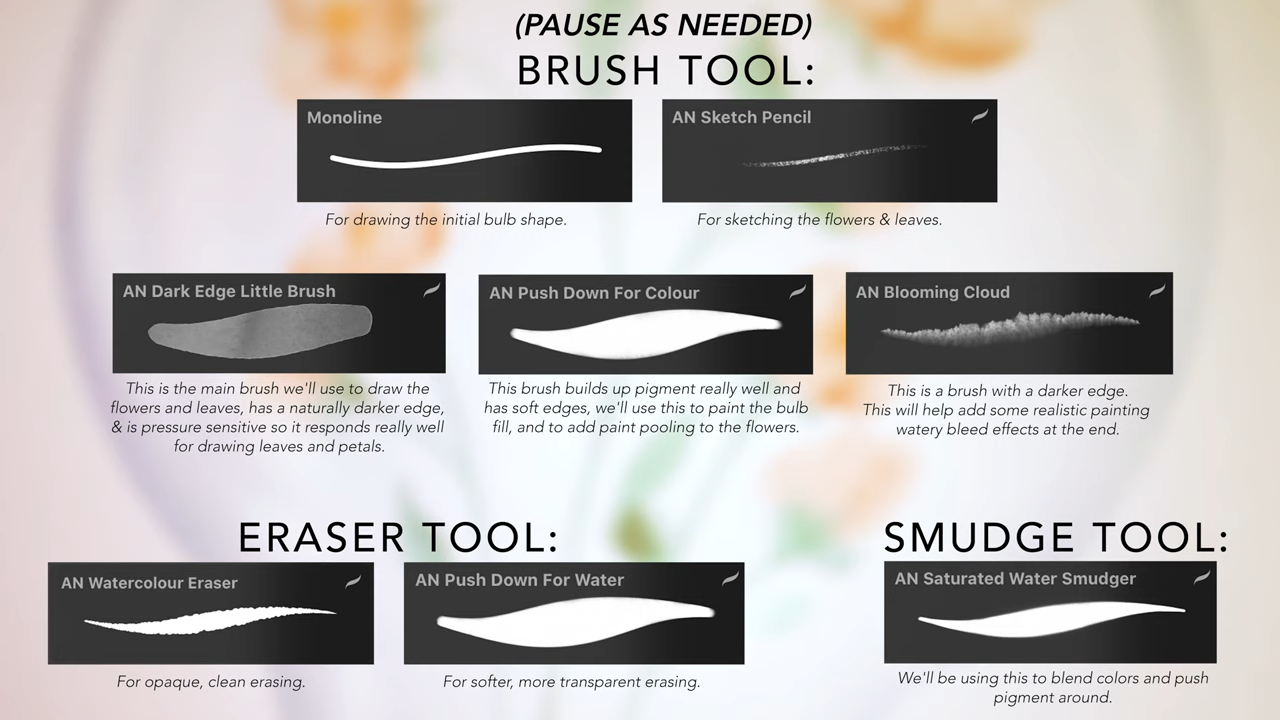 (PAUSE AS NEEDED)
BRUSH TOOL:
Monoline
For drawing the initial bulb shape.
AN Sketch Pencil
For sketching the flowers & leaves.
AN Dark Edge Little Brush
This is the main brush we'll use to draw the
flowers and leaves, has a naturally darker edge,
& is pressure sensitive so it responds really well
for drawing leaves and petals.
AN Push Down For Colour
This brush builds up pigment really well and
has soft edges, we'll use this to paint the bulb
fill, and to add paint pooling to the flowers.
AN Blooming Cloud
This is a brush with a darker edge.
This will help add some realistic painting
watery bleed effects at the end.
ERASER TOOL:
AN Watercolour Eraser
For opaque, clean erasing.
AN Push Down For Water
For softer, more transparent erasing.
SMUDGE TOOL:
AN Saturated Water Smudger
We'll be using this to blend colors and push
pigment around.